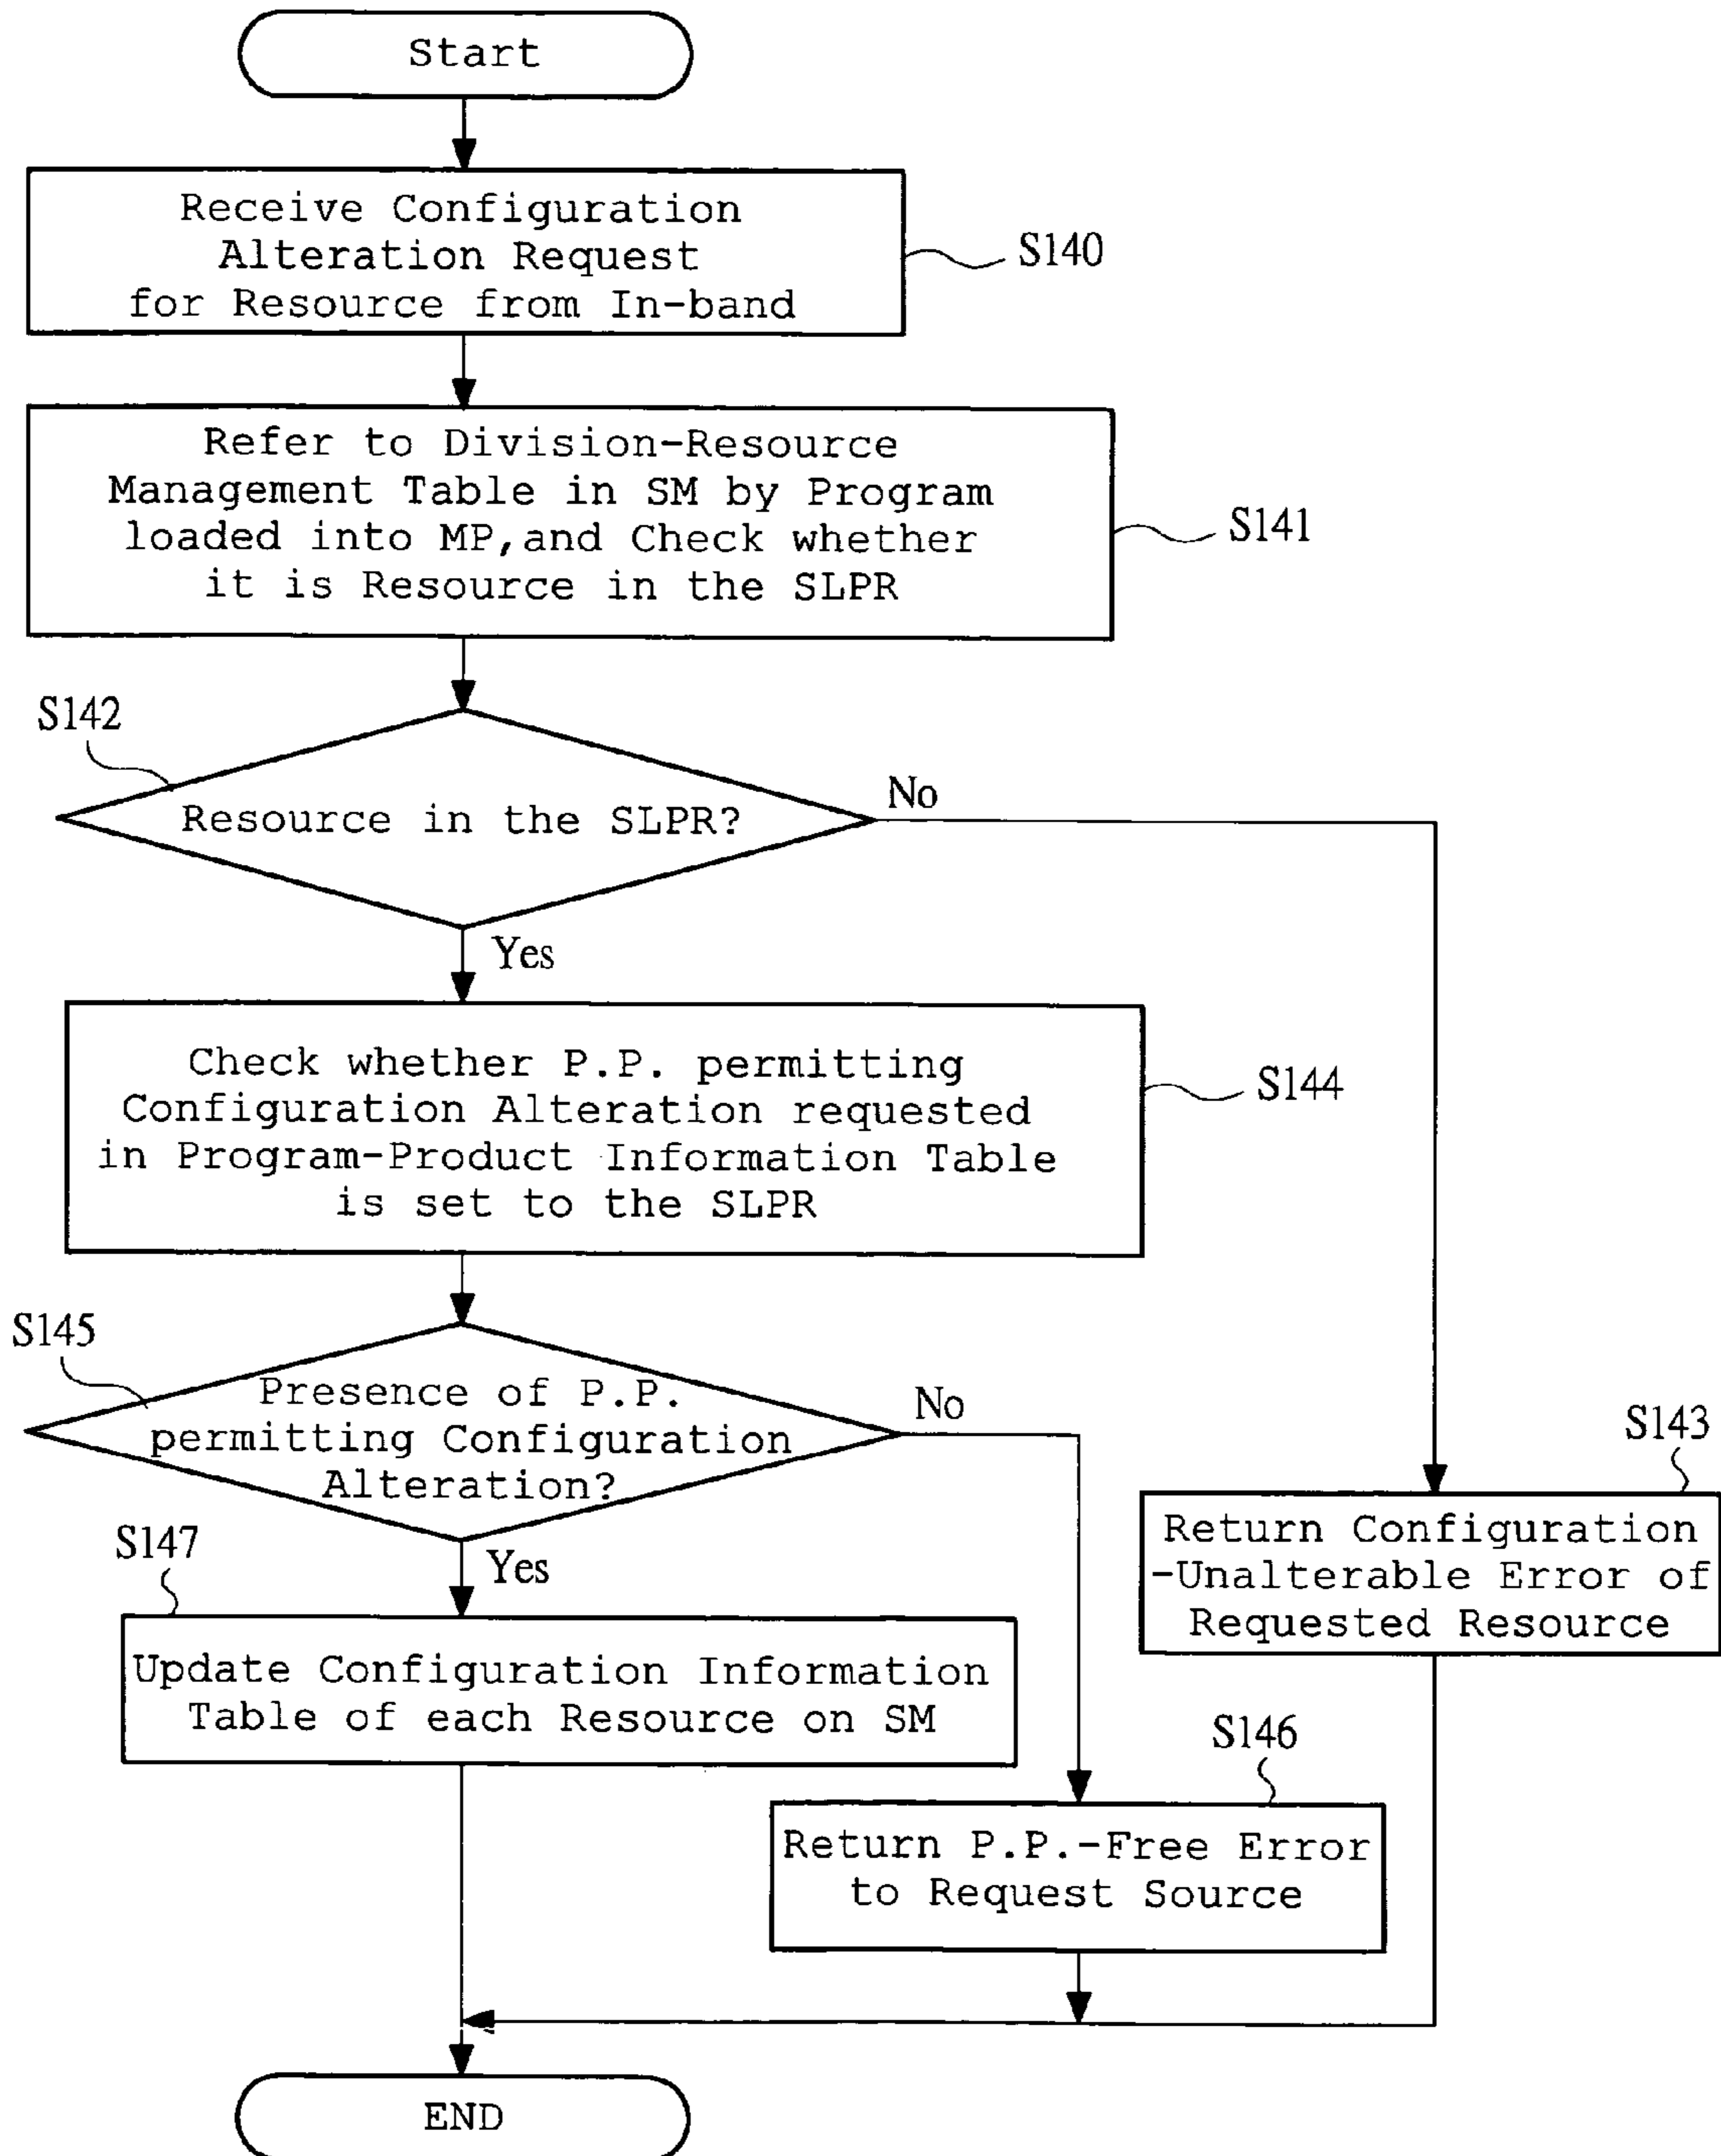 Start
Receive Configuration
Alteration Request
for Resource from In-band
S140
Refer to Division-Resource
Management Table in SM by Program
loaded into MP,and Check whether
it is Resource in the SLPR
S141
S142
Resource in the SLPR?
No
Yes
Check whether P.P. permitting
Configuration Alteration requested
in Program-Product Information Table
is set to the SLPR
S144
S145
Presence of P.P.
permitting Configuration
Alteration?
No
Yes
S143
Return Configuration
-Unalterable Error of
Requested Resource
S147
Update Configuration Information
Table of each Resource on SM
S146
Return P.P.-Free Error
to Request Source
END